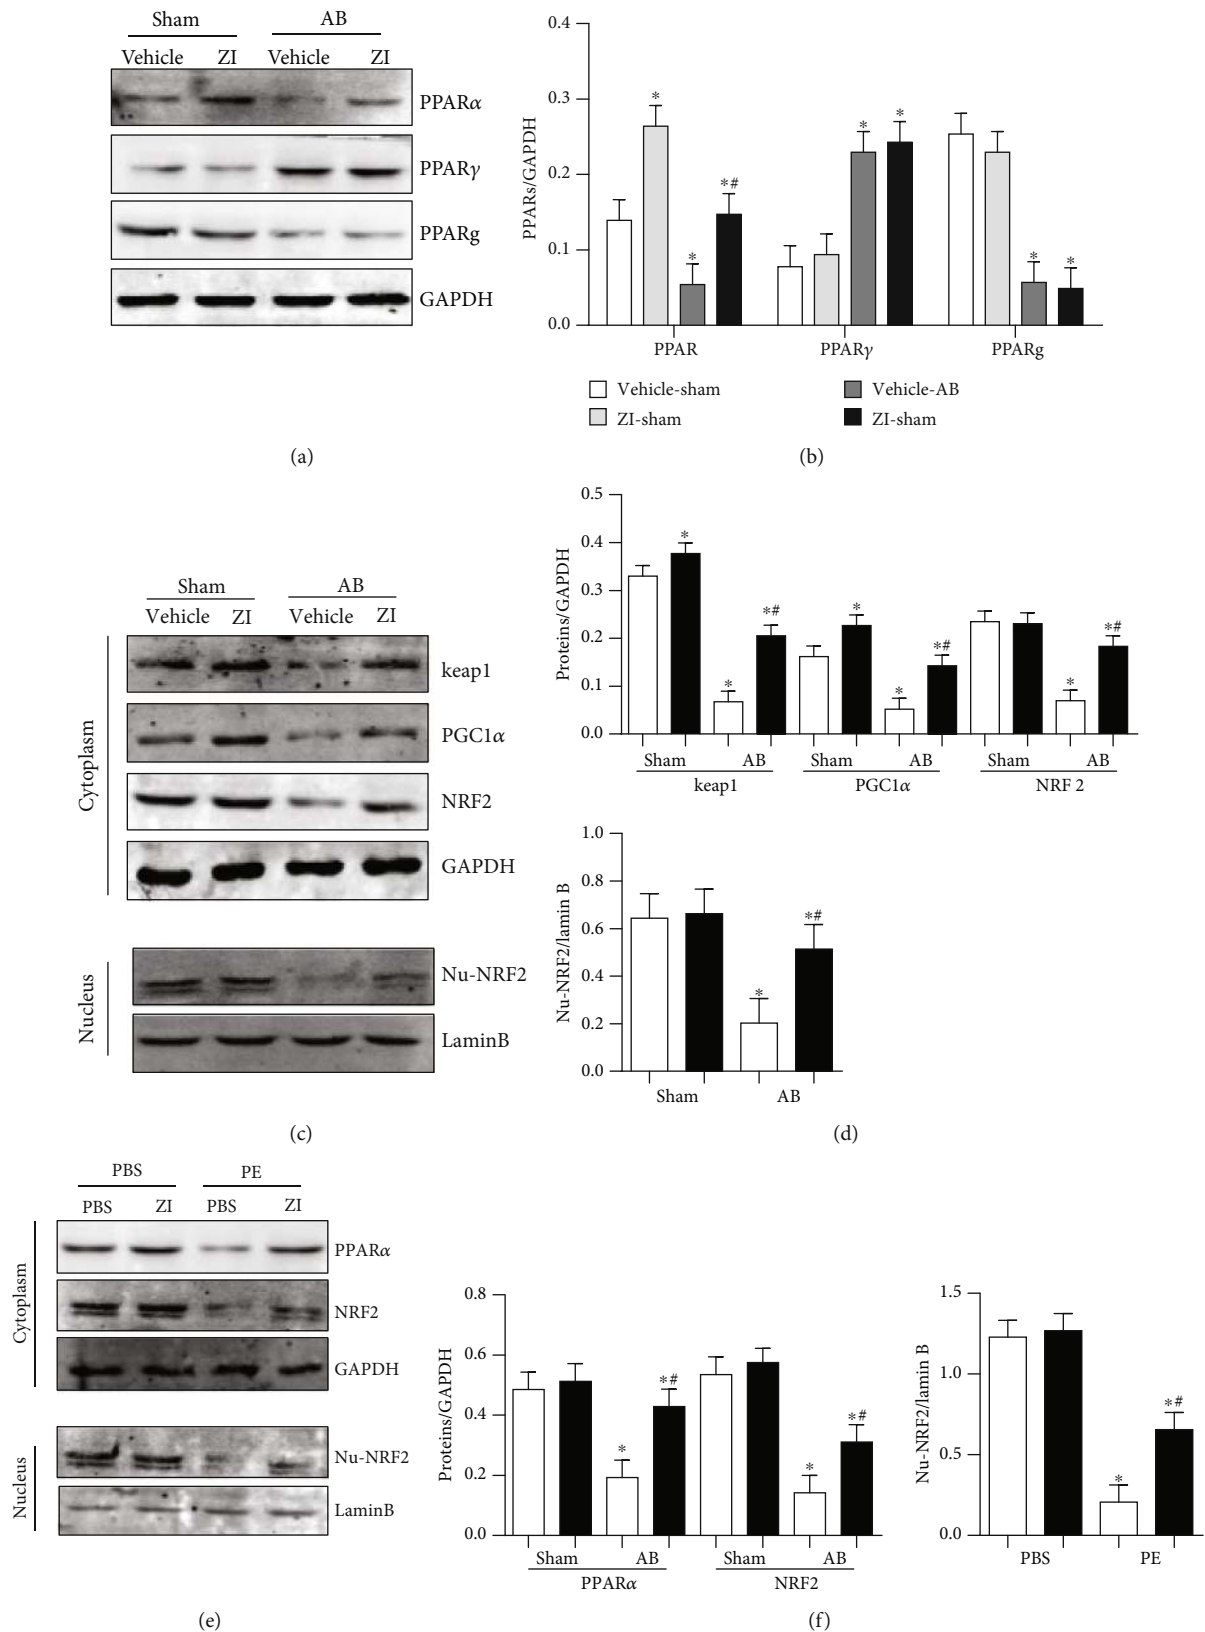 Sham AB
Vehicle ZI Vehicle ZI
PPARα
PPARγ
PPARg
GAPDH
(a)
PPARs/GAPDH
0.4
0.3
0.2
0.1
0.0
*
*
*#
*
*
*
*
PPAR PPARγ PPARg
Vehicle-sham Vehicle-AB
ZI-sham ZI-sham
(b)
Sham AB
Vehicle ZI Vehicle ZI
Cytoplasm
keap1
PGC1α
NRF2
GAPDH
Nucleus
Nu-NRF2
LaminB
(c)
Proteins/GAPDH
0.5
0.4
0.3
0.2
0.1
0.0
*
*
*#
*
*
*#
*
*#
Sham AB Sham AB Sham AB
keap1 PGC1α NRF 2
Nu-NRF2/lamin B
1.0
0.8
0.6
0.4
0.2
0.0
*
*#
Sham AB
(d)
PBS PE
PBS ZI PBS ZI
Cytoplasm
PPARα
NRF2
GAPDH
Nucleus
Nu-NRF2
LaminB
(e)
Proteins/GAPDH
0.8
0.6
0.4
0.2
0.0
*
*#
*
*#
Sham AB Sham AB
PPARα NRF2
Nu-NRF2/lamin B
1.5
1.0
0.5
0.0
*
*#
PBS PE
(f)